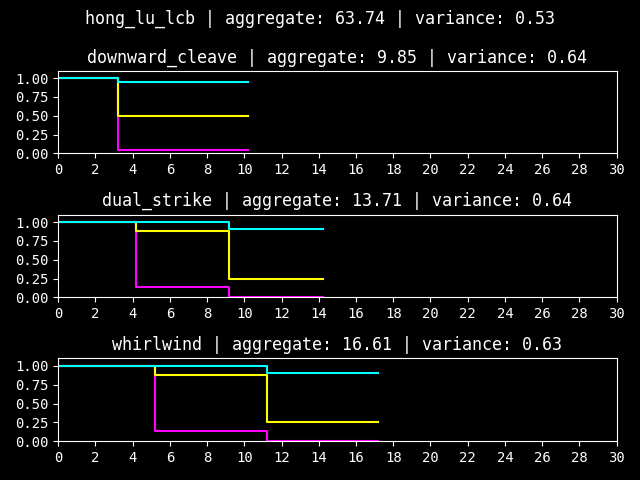 hong_lu_lcb | aggregate: 63.74 | variance: 0.53
downward_cleave | aggregate: 9.85 | variance: 0.64
1.00
0.75
0.50
0.25
0.00
0 2 4 6 8 10 12 14 16 18 20 22 24 26 28 30
dual_strike | aggregate: 13.71 | variance: 0.64
1.00
0.75
0.50
0.25
0.00
0 2 4 6 8 10 12 14 16 18 20 22 24 26 28 30
whirlwind | aggregate: 16.61 | variance: 0.63
1.00
0.75
0.50
0.25
0.00
0 2 4 6 8 10 12 14 16 18 20 22 24 26 28 30